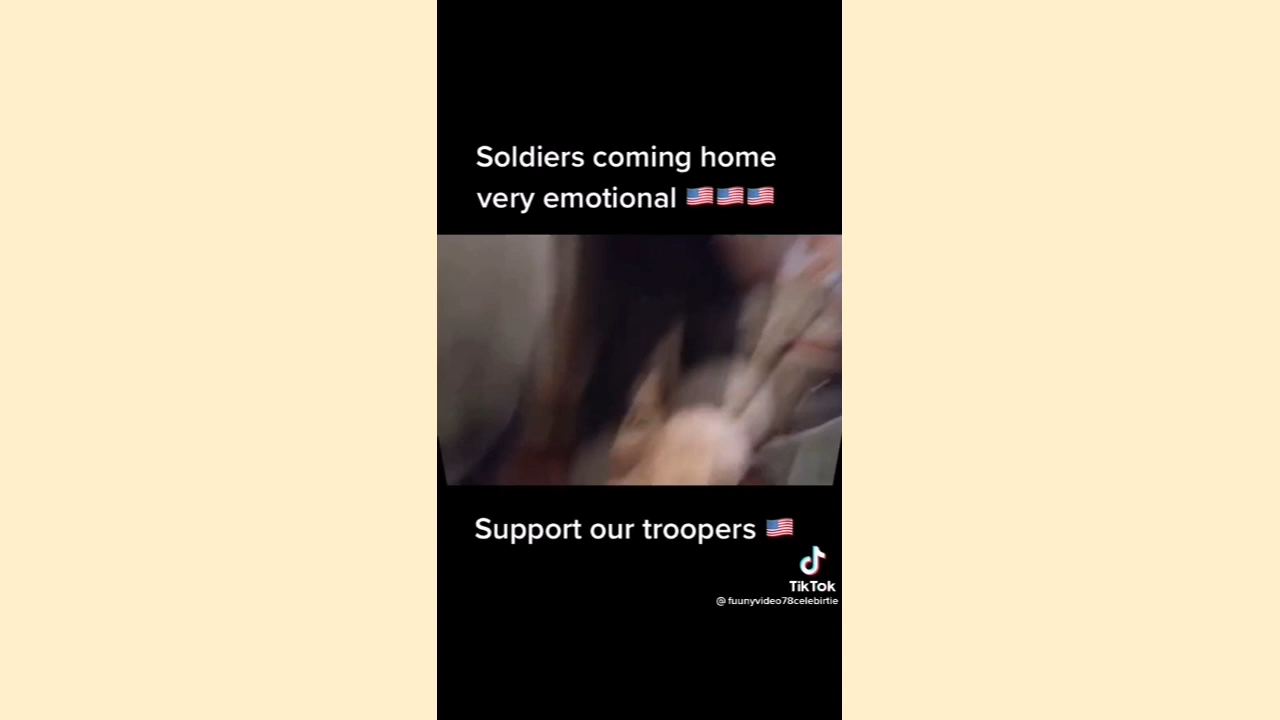 Soldiers coming home
very emotional 🇺🇸🇺🇸🇺🇸
Support our troopers 🇺🇸
TikTok
@fuunyvideo78celebirtie